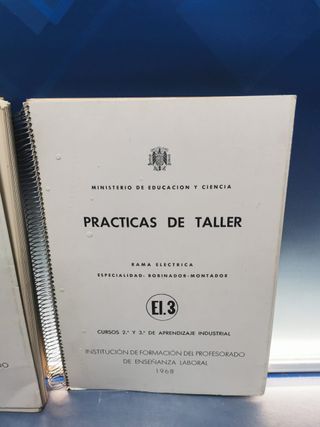 MINISTERIO DE EDUCACION Y CIENCIA
PRACTICAS DE TALLER
RAMA ELECTRICA
ESPECIALIDAD: BOBINADOR-MONTADOR
El.3
CURSOS 2.º Y 3.º DE APRENDIZAJE INDUSTRIAL
INSTITUCIÓN DE FORMACIÓN DEL PROFESORADO
DE ENSEÑANZA LABORAL
1968